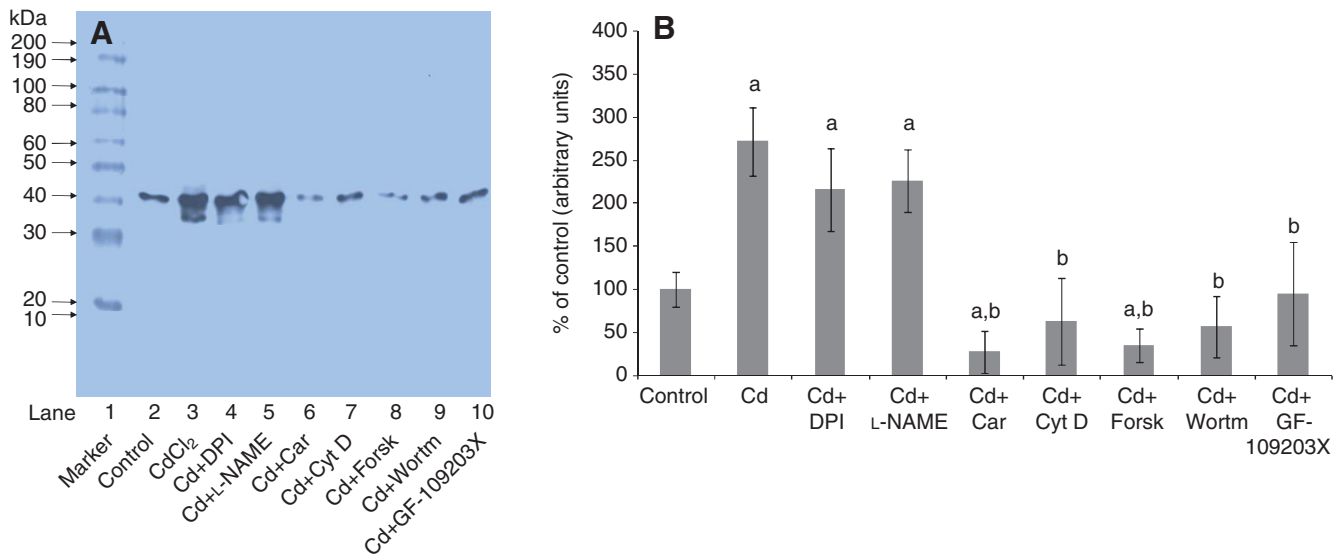 kDa
A
200
190
100
80
60
50
40
30
20
10
Lane 1 2 3 4 5 6 7 8 9 10
Marker
Control
CdCl₂
Cd+DPI
Cd+L-NAME
Cd+Car
Cd+Cyt D
Cd+Forsk
Cd+Wortm
Cd+GF-109203X
B
% of control (arbitrary units)
400
350
300
250
200
150
100
50
0
a
a
a
a,b
b
a,b
b
b
Control
Cd
Cd+
DPI
Cd+
L-NAME
Cd+
Car
Cd+
Cyt D
Cd+
Forsk
Cd+
Wortm
Cd+
GF-
109203X